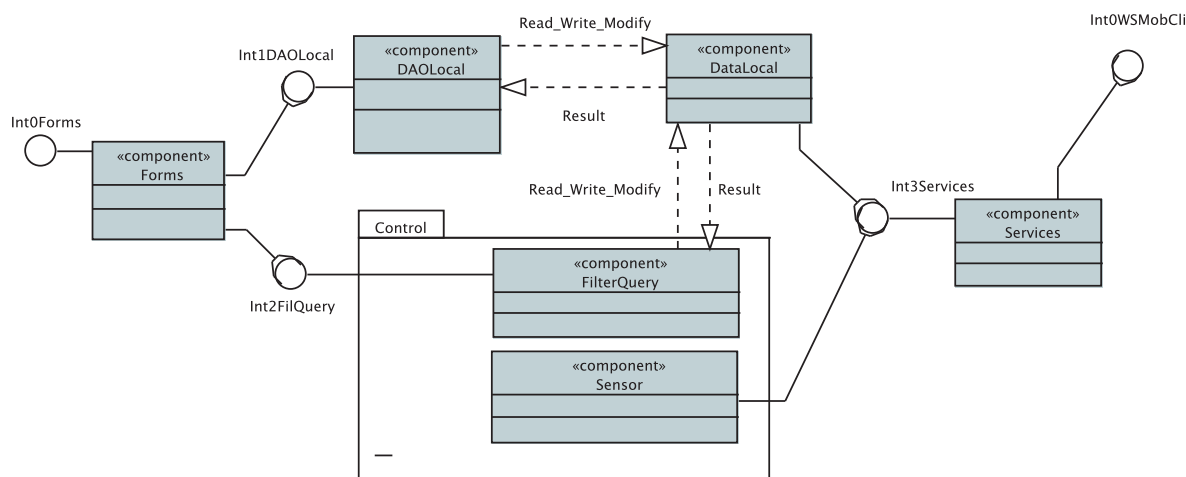 Int0WSMobCli
Read_Write_Modify
Int1DAOLocal
«component»
DAOLocal
«component»
DataLocal
Result
Int0Forms
«component»
Forms
Read_Write_Modify
Result
Int3Services
«component»
Services
Control
«component»
FilterQuery
Int2FilQuery
«component»
Sensor